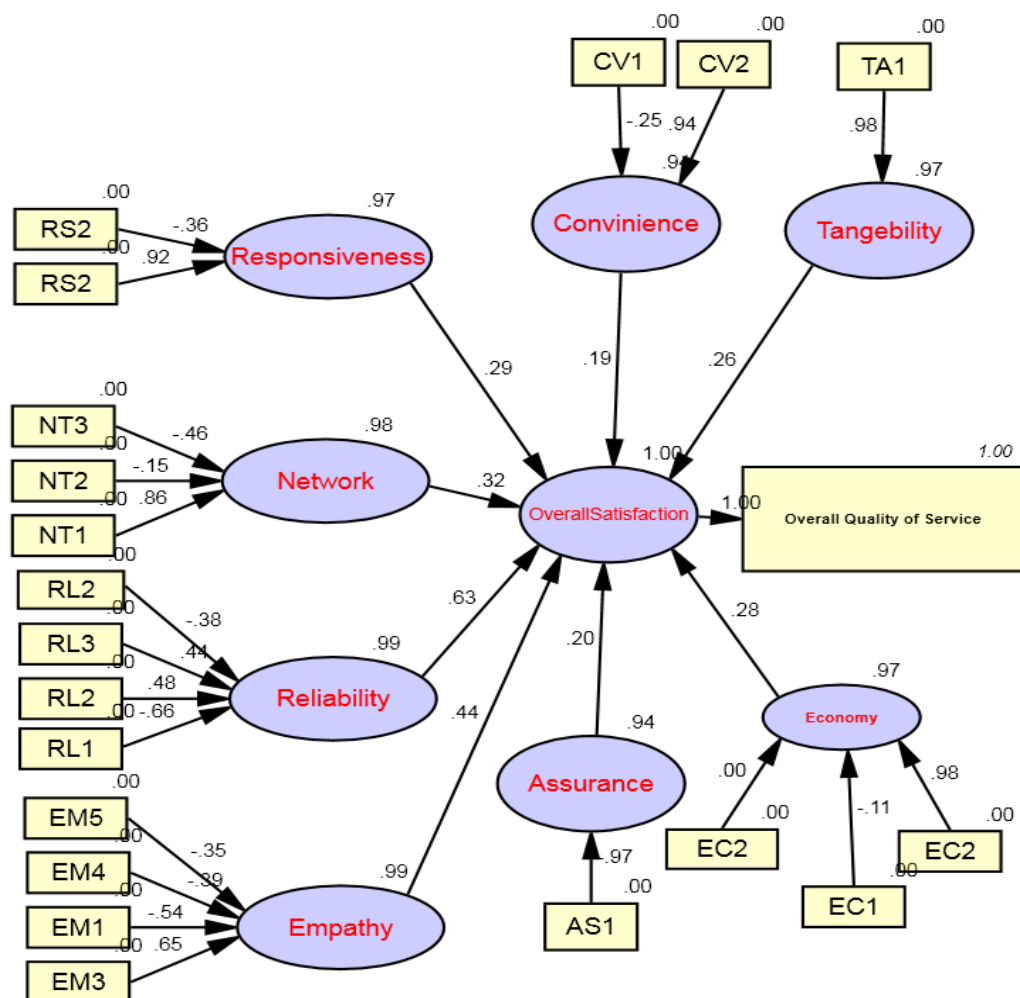 .00
.00
.00
CV1
CV2
TA1
-.25
.94
.98
.94
.97
.00
.97
RS2
-.36
.00
Responsiveness
Convinience
Tangebility
RS2
.92
.29
.19
.26
.00
NT3
-.46
.98
.00
NT2
-.15
Network
.32
.00
.86
NT1
1.00
1.00
OverallSatisfaction
1.00
Overall Quality of Service
.00
RL2
-.38
.00
.63
.99
RL3
.44
.00
RL2
.48
Reliability
.00
-.66
RL1
.20
.28
.44
.97
.94
Economy
Assurance
.00
EM5
-.35
.00
.99
EM4
-.39
.00
EM1
-.54
Empathy
.00
.65
EM3
-.97
.00
AS1
.00
.00
EC2
-.11
.00
EC1
.98
.00
EC2